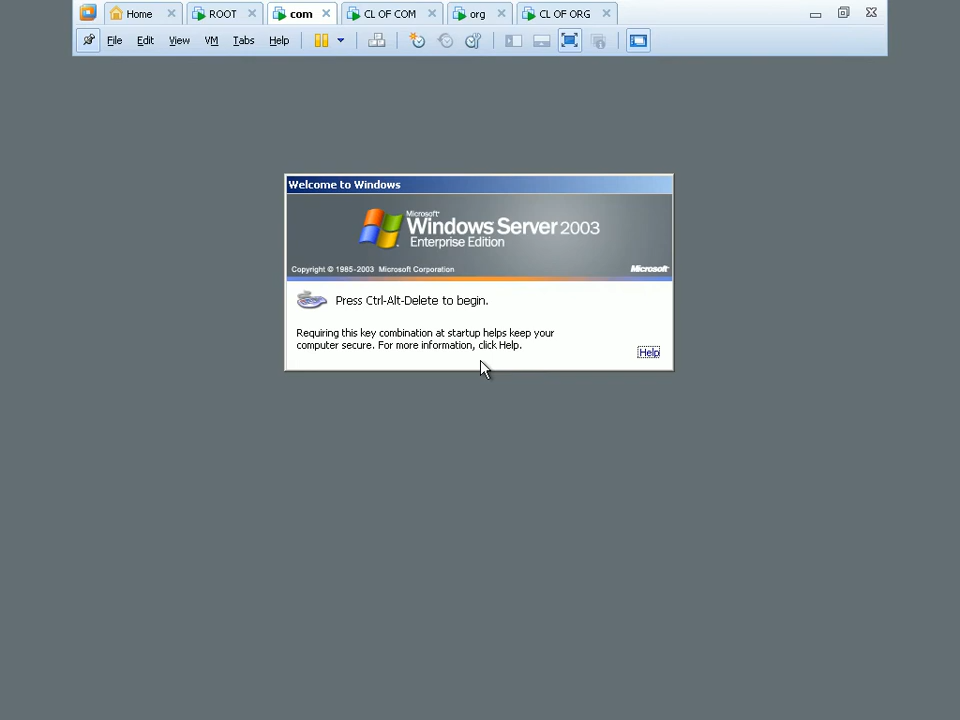 Home ROOT com CL OF COM org CL OF ORG
File Edit View VM Tabs Help
Welcome to Windows
Microsoft
Windows Server 2003
Enterprise Edition
Copyright © 1985-2003 Microsoft Corporation Microsoft
Press Ctrl-Alt-Delete to begin.
Requiring this key combination at startup helps keep your
computer secure. For more information, click Help.
Help